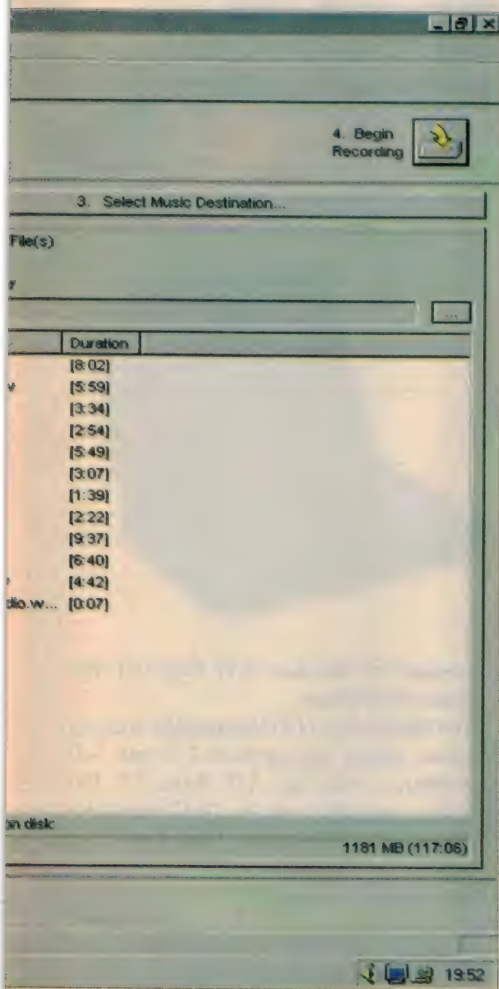 4. Begin
Recording
3. Select Music Destination...
File(s)
...
Duration
[8:02]
[5:59]
[3:34]
[2:54]
[5:49]
[3:07]
[1:39]
[2:22]
[9:37]
[6:40]
[4:42]
dio.w... [0:07]
on disk:
1181 MB (117:06)
19:52